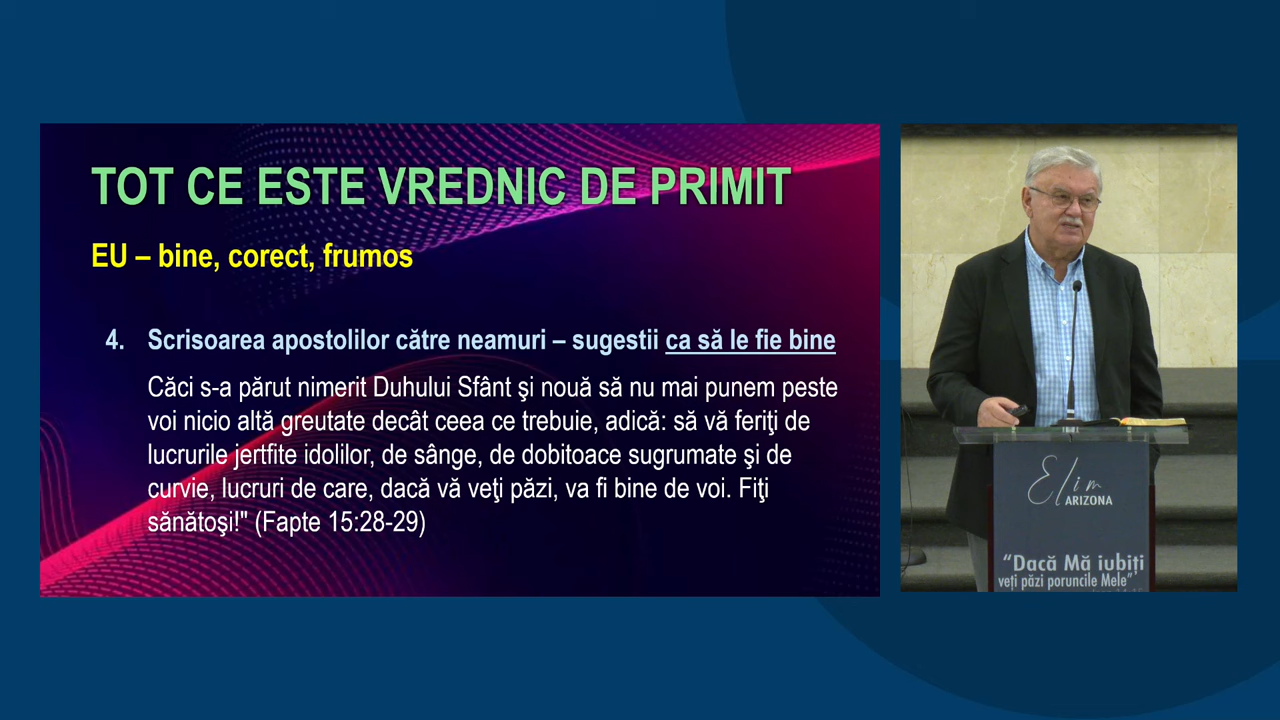 TOT CE ESTE VREDNIC DE PRIMIT
EU – bine, corect, frumos
4. Scrisoarea apostolilor către neamuri – sugestii ca să le fie bine
Căci s-a părut nimerit Duhului Sfânt şi nouă să nu mai punem peste
voi nicio altă greutate decât ceea ce trebuie, adică: să vă feriţi de
lucrurile jertfite idolilor, de sânge, de dobitoace sugrumate şi de
curvie, lucruri de care, dacă vă veţi păzi, va fi bine de voi. Fiţi
sănătoşi!" (Fapte 15:28-29)
Elim
ARIZONA
“Dacă Mă iubiți
veți păzi poruncile Mele”